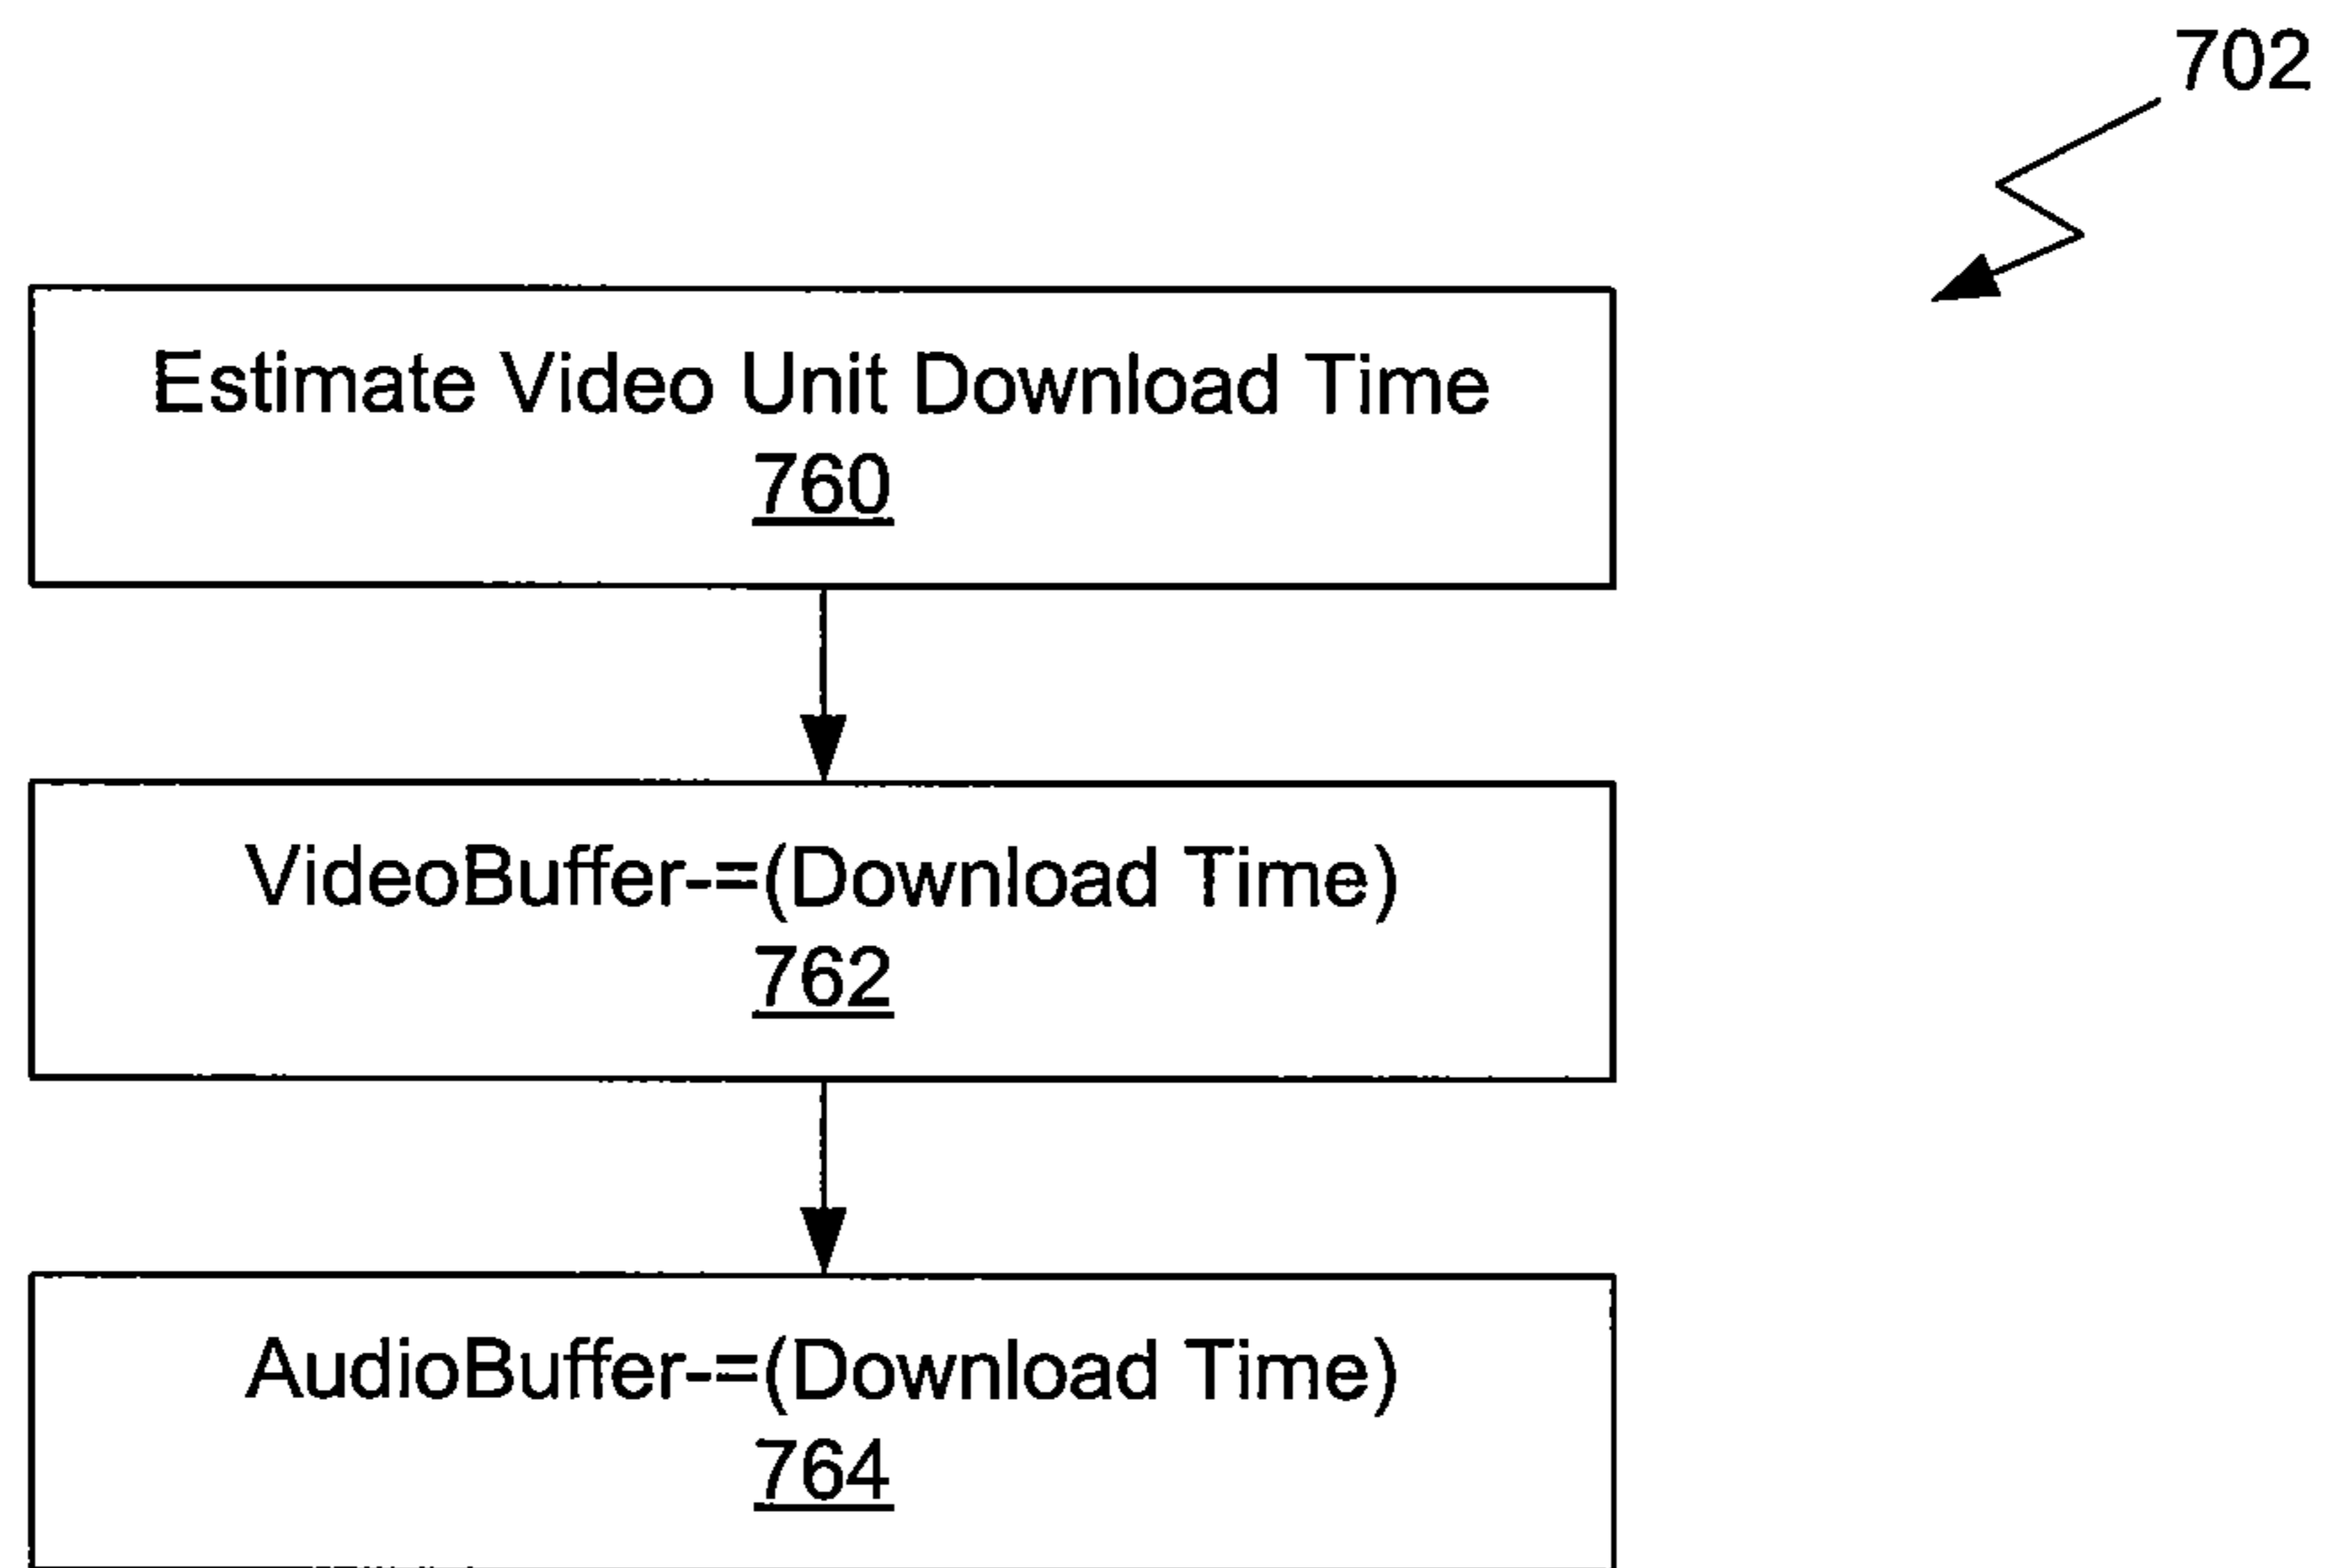 702
Estimate Video Unit Download Time
760
VideoBuffer-=(Download Time)
762
AudioBuffer-=(Download Time)
764